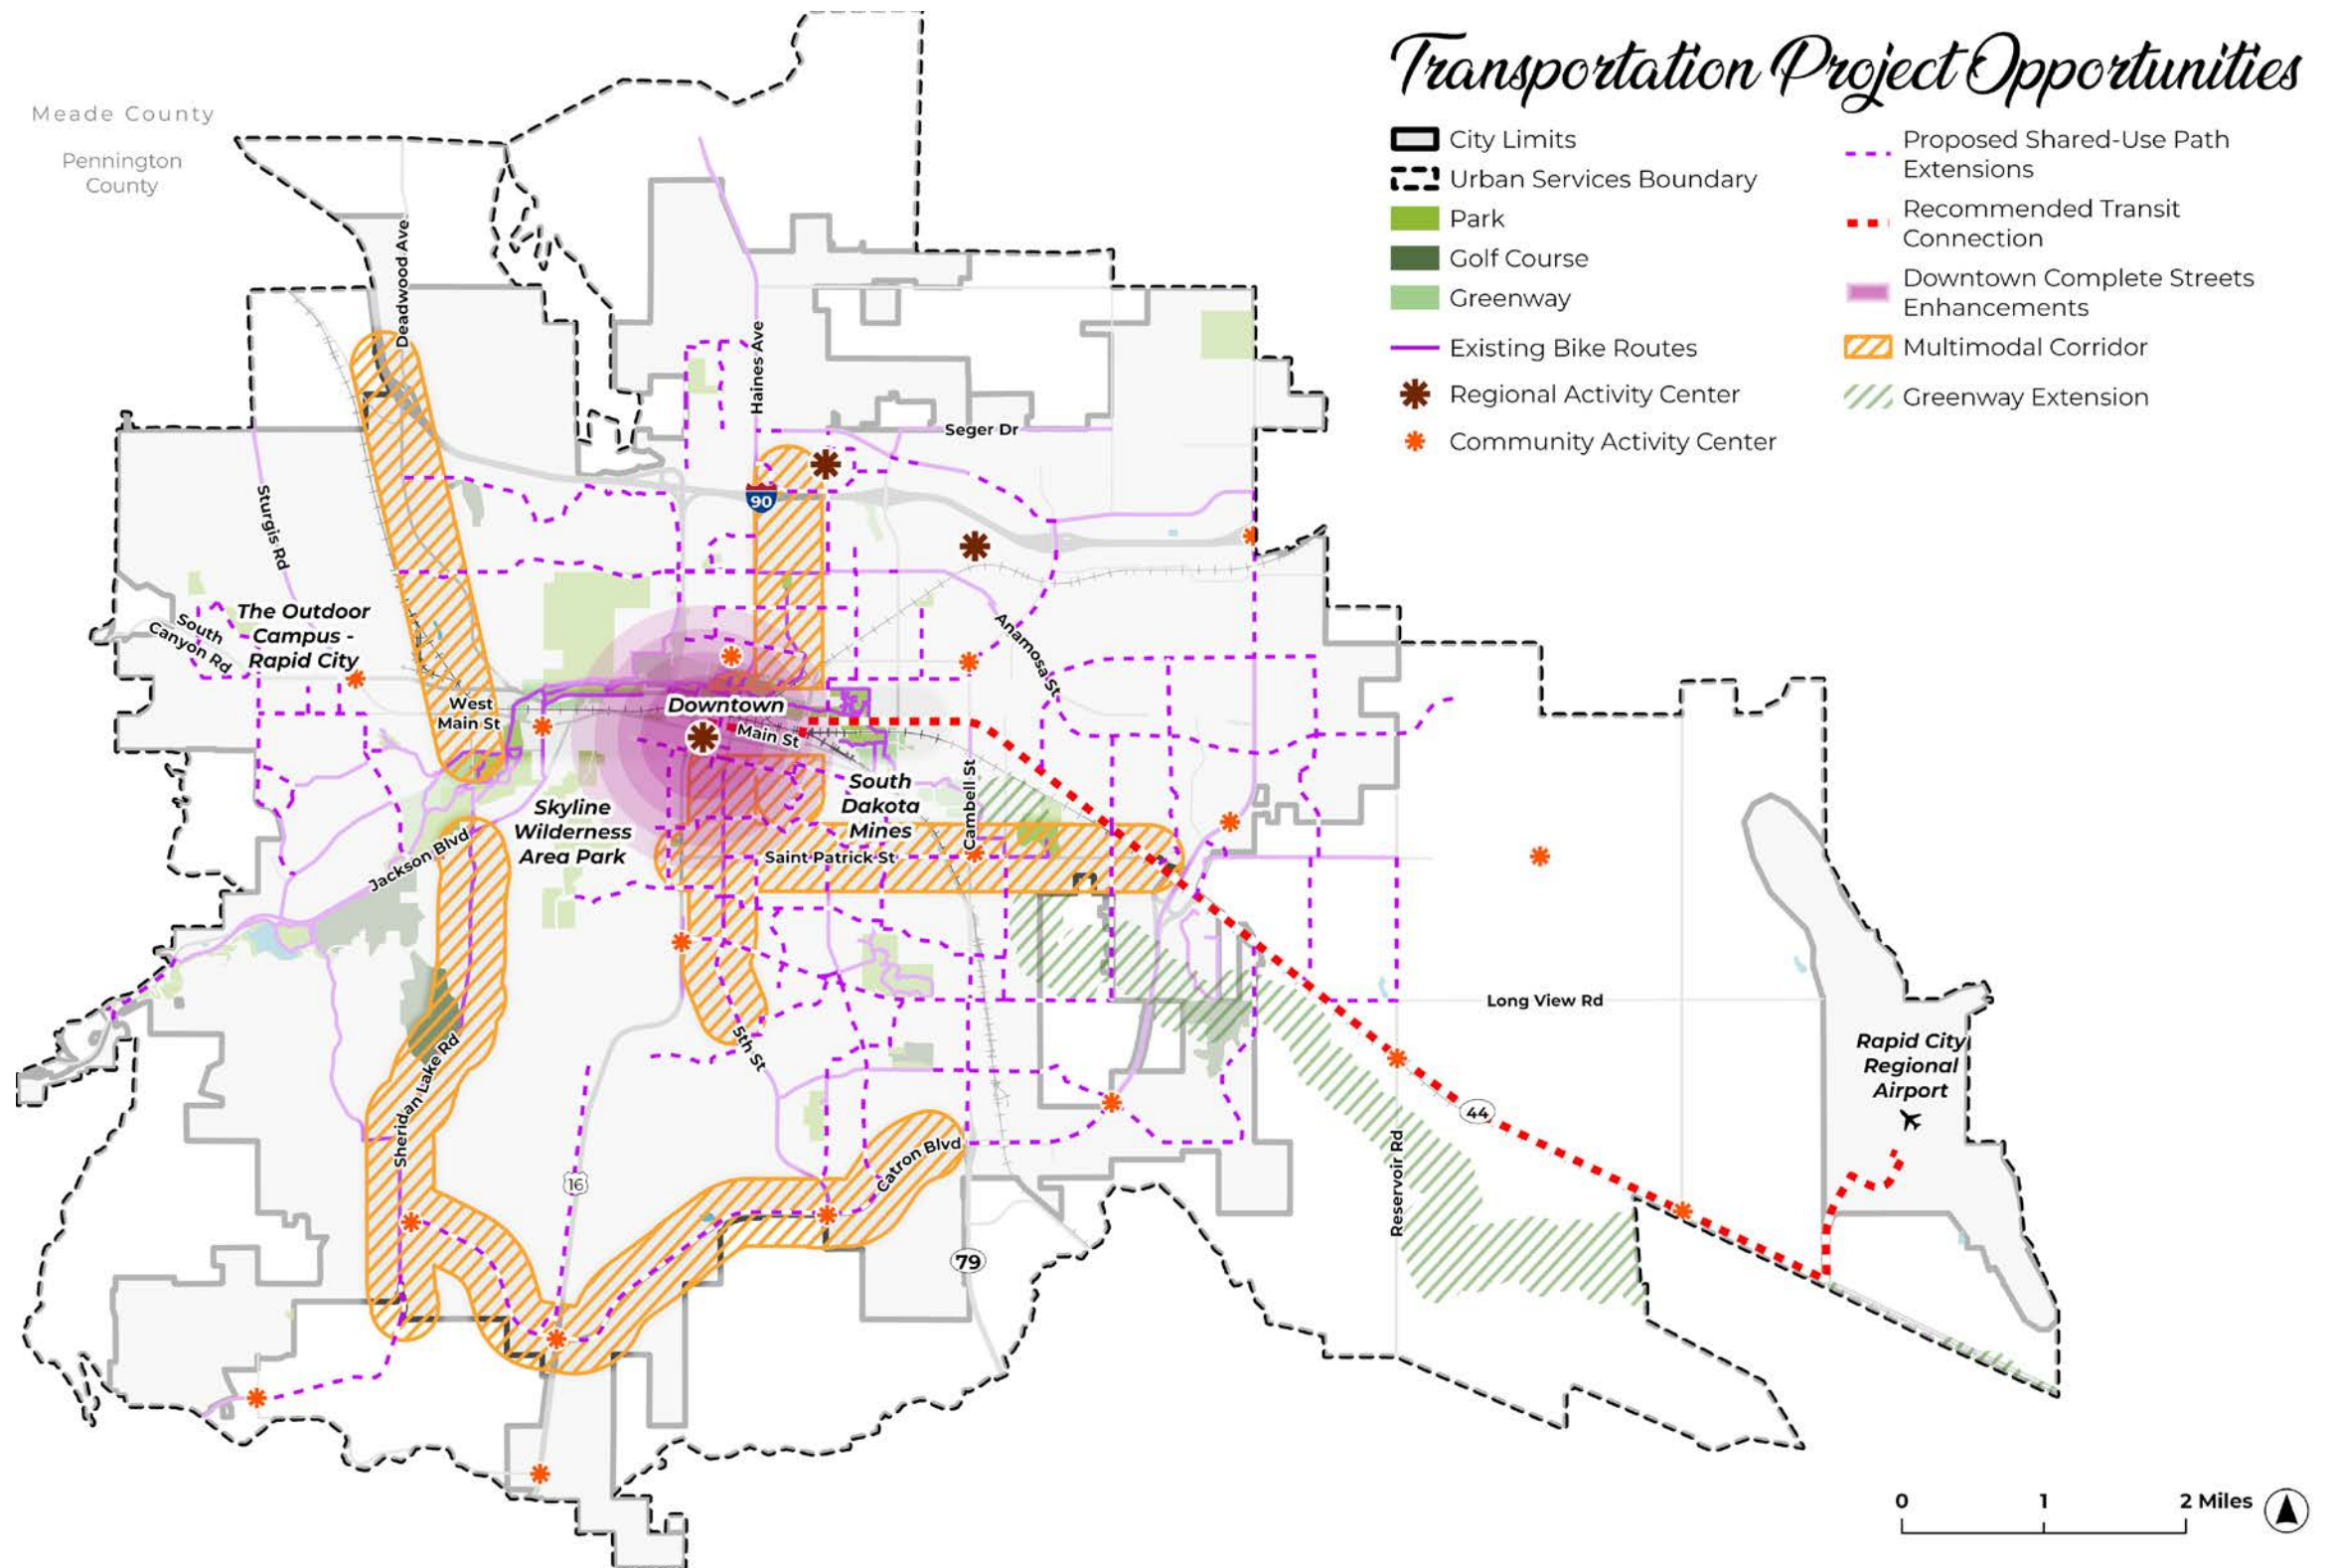 Transportation Project Opportunities
City Limits
Urban Services Boundary
Park
Golf Course
Greenway
Existing Bike Routes
Regional Activity Center
Community Activity Center
Proposed Shared-Use Path
Extensions
Recommended Transit
Connection
Downtown Complete Streets
Enhancements
Multimodal Corridor
Greenway Extension
Meade County
Pennington
County
Deadwood Ave
Haines Ave
Seger Dr
90
Sturgis Rd
The Outdoor
Campus -
Rapid City
South
Canyon Rd
Anamosa St
West
Main St
Downtown
Main St
South
Dakota
Mines
Cambell St
Skyline
Wilderness
Area Park
Jackson Blvd
Saint Patrick St
Long View Rd
Rapid City
Regional
Airport
5th St
Sheridan Lake Rd
44
Catron Blvd
Reservoir Rd
16
79
0 1 2 Miles